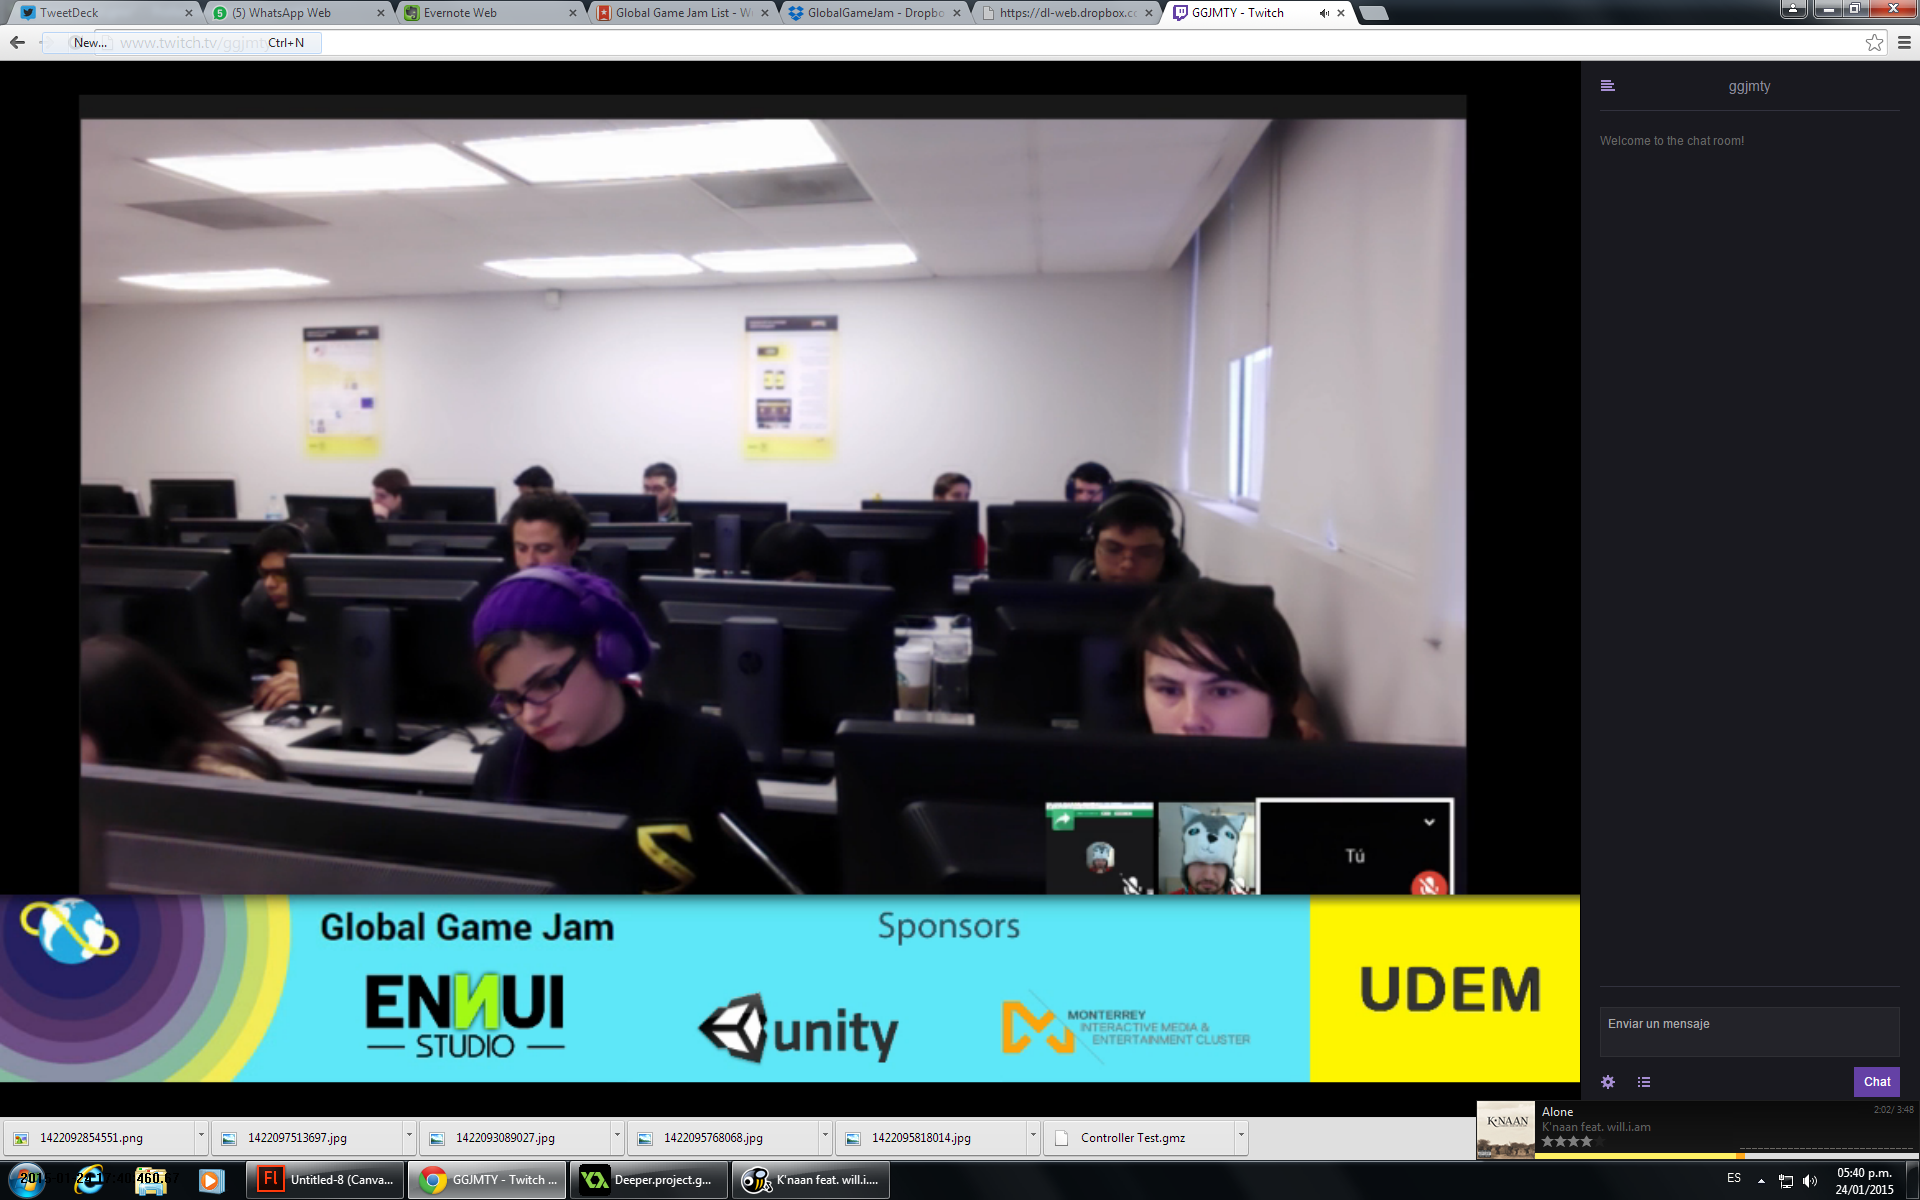 TweetDeck
(5) WhatsApp Web
Evernote Web
Global Game Jam List - W
GlobalGameJam - Dropbo
https://dl-web.dropbox.co
GGJMTY - Twitch
New... Ctrl+N
www.twitch.tv/ggjmt
ggjmty
Welcome to the chat room!
Tú
Global Game Jam
Sponsors
ENNUI
STUDIO
unity
MONTERREY
INTERACTIVE MEDIA &
ENTERTAINMENT CLUSTER
UDEM
Enviar un mensaje
Chat
1422092854551.png
1422097513697.jpg
1422093089027.jpg
1422095768068.jpg
1422095818014.jpg
Controller Test.gmz
K'NAAN
Alone
2:02/ 3:48
K'naan feat. will.i.am
Untitled-8 (Canva...
GGJMTY - Twitch ...
Deeper.project.g...
K'naan feat. will.i....
ES
05:40 p.m.
24/01/2015